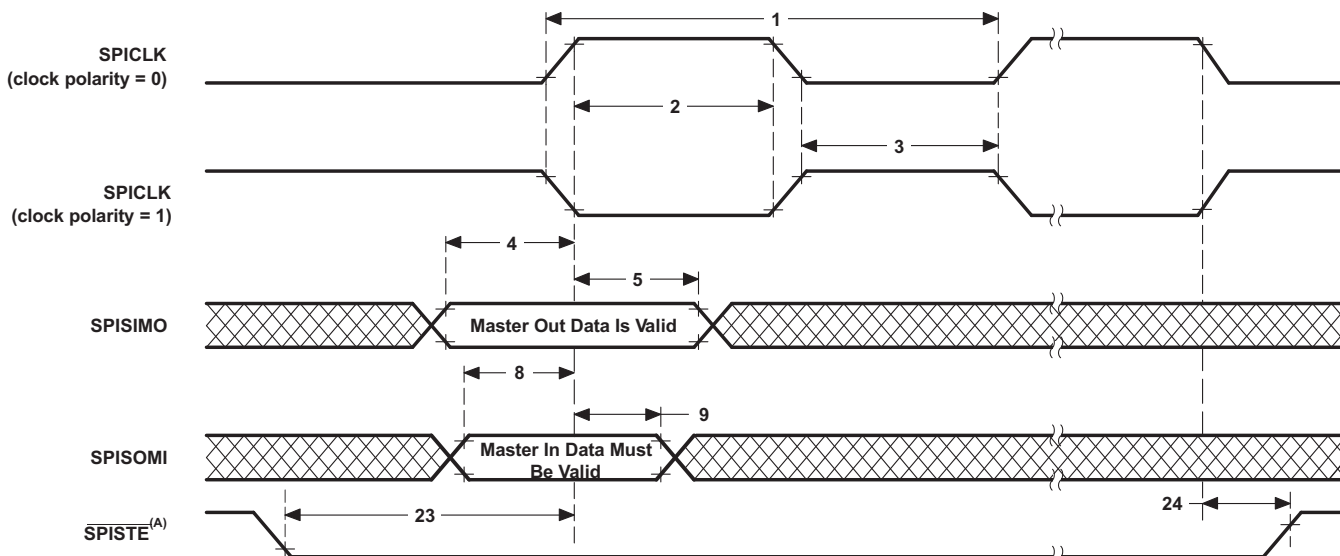 1
SPICLK
(clock polarity = 0)
2
3
SPICLK
(clock polarity = 1)
4
5
SPISIMO
Master Out Data Is Valid
8
9
SPISOMI
Master In Data Must
Be Valid
23
24
SPISTE(A)